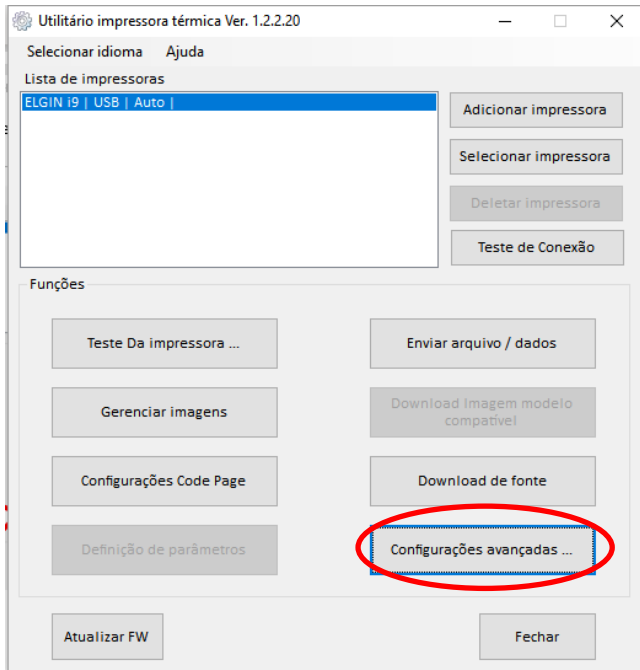 Utilitário impressora térmica Ver. 1.2.2.20
Selecionar idioma Ajuda
Lista de impressoras
ELGIN i9 | USB | Auto |
Adicionar impressora
Selecionar impressora
Deletar impressora
Teste de Conexão
Funções
Teste Da impressora ...
Enviar arquivo / dados
Gerenciar imagens
Download Imagem modelo
compatível
Configurações Code Page
Download de fonte
Definição de parâmetros
Configurações avançadas ...
Atualizar FW
Fechar